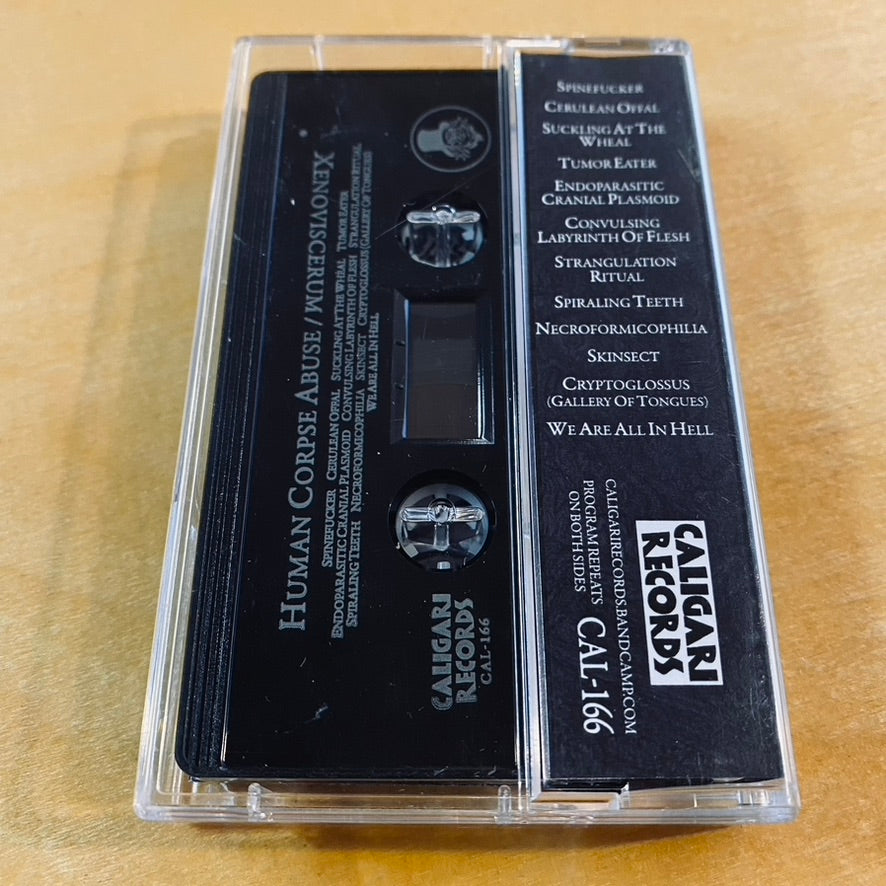 SPINEFUCKER
CERULEAN OFFAL
SUCKLING AT THE
WHEAL
TUMOR EATER
ENDOPARASITIC
CRANIAL PLASMOID
CONVULSING
LABYRINTH OF FLESH
STRANGULATION
RITUAL
SPIRALING TEETH
NECROFORMICOPHILIA
SKINSECT
CRYPTOGLOSSUS
(GALLERY OF TONGUES)
WE ARE ALL IN HELL
CALIGARI
RECORDS
CALIGARIRECORDS.BANDCAMP.COM
PROGRAM REPEATS
ON BOTH SIDES
CAL-166
HUMAN CORPSE ABUSE / XENOVISCERUM
SPINEFUCKER CERULEAN OFFAL SUCKLING AT THE WHEAL TUMOR EATER
ENDOPARASITIC CRANIAL PLASMOID CONVULSING LABYRINTH OF FLESH STRANGULATION RITUAL
SPIRALING TEETH NECROFORMICOPHILIA SKINSECT CRYPTOGLOSSUS (GALLERY OF TONGUES)
WE ARE ALL IN HELL
CALIGARI
RECORDS
CAL-166